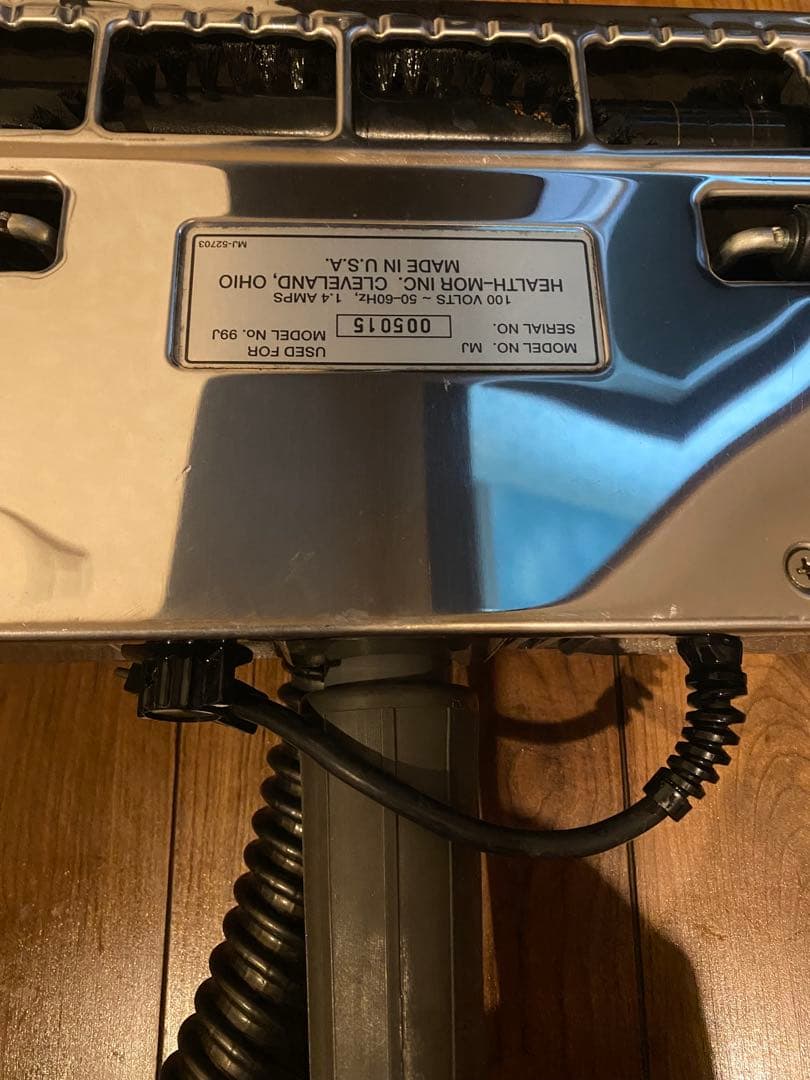 MODEL NO. MJ
USED FOR
SERIAL NO. 005015
MODEL No. 99J
100 VOLTS ~ 50-60Hz, 1.4 AMPS
HEALTH-MOR INC. CLEVELAND, OHIO
MADE IN U.S.A.
MJ-52703